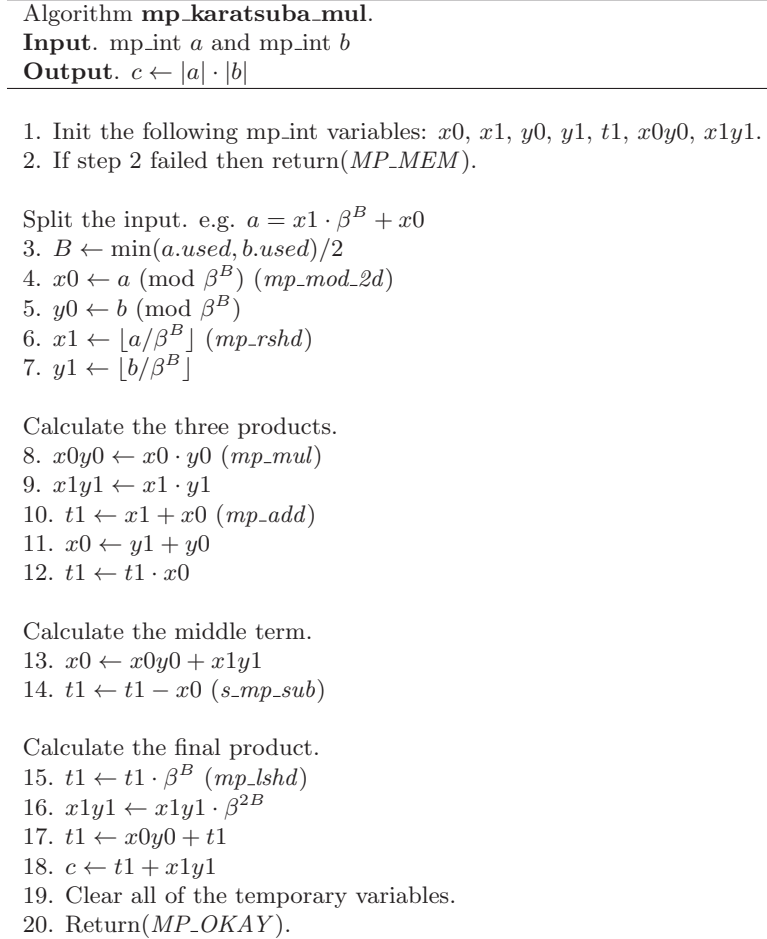 Algorithm mp_karatsuba_mul.
Input. mp_int a and mp_int b
Output. c ← |a| · |b|
1. Init the following mp_int variables: x0, x1, y0, y1, t1, x0y0, x1y1.
2. If step 2 failed then return(MP_MEM).
Split the input. e.g. a = x1 · β^B + x0
3. B ← min(a.used, b.used)/2
4. x0 ← a (mod β^B) (mp_mod_2d)
5. y0 ← b (mod β^B)
6. x1 ← ⌊a/β^B⌋ (mp_rshd)
7. y1 ← ⌊b/β^B⌋
Calculate the three products.
8. x0y0 ← x0 · y0 (mp_mul)
9. x1y1 ← x1 · y1
10. t1 ← x1 + x0 (mp_add)
11. x0 ← y1 + y0
12. t1 ← t1 · x0
Calculate the middle term.
13. x0 ← x0y0 + x1y1
14. t1 ← t1 − x0 (s_mp_sub)
Calculate the final product.
15. t1 ← t1 · β^B (mp_lshd)
16. x1y1 ← x1y1 · β^2B
17. t1 ← x0y0 + t1
18. c ← t1 + x1y1
19. Clear all of the temporary variables.
20. Return(MP_OKAY).